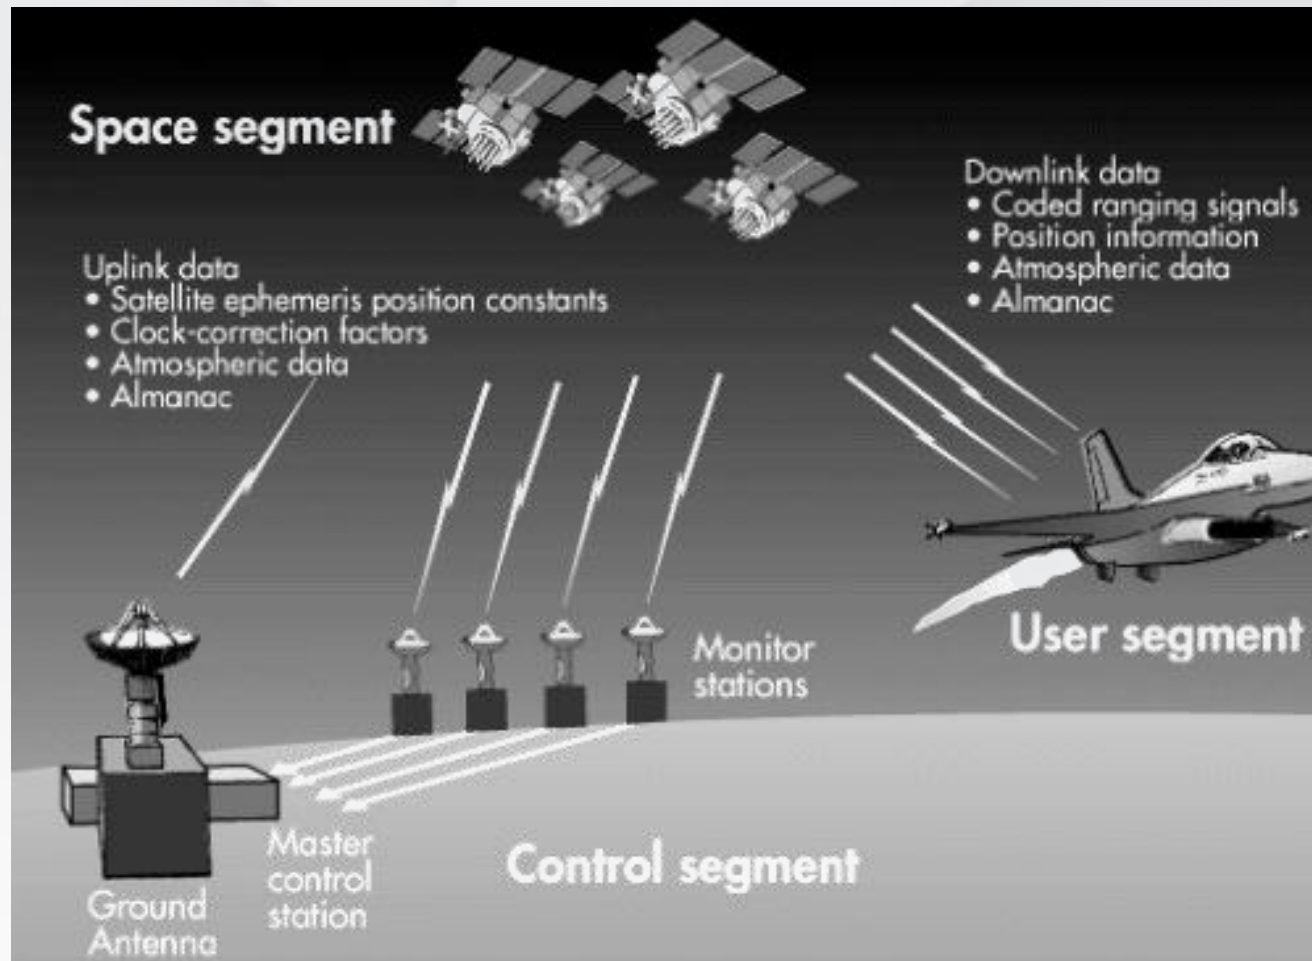 Space segment
Downlink data
• Coded ranging signals
• Position information
• Atmospheric data
• Almanac
Uplink data
• Satellite ephemeris position constants
• Clock-correction factors
• Atmospheric data
• Almanac
User segment
Monitor
stations
Master
control
station
Control segment
Ground
Antenna